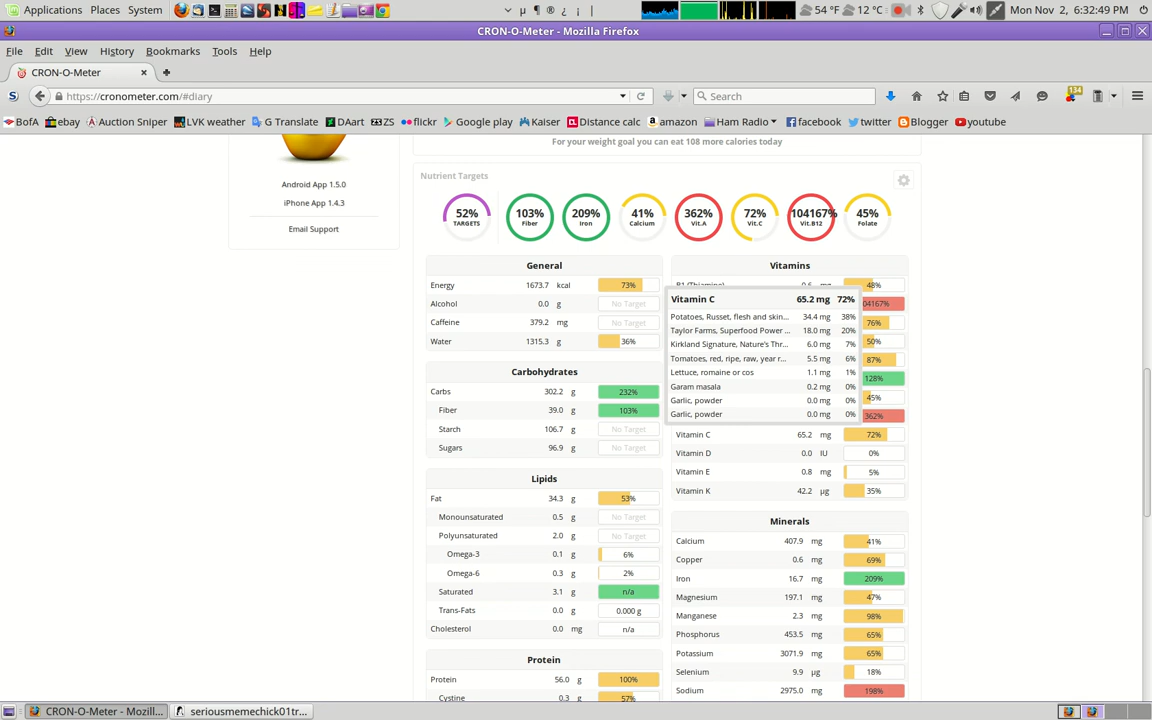 Applications Places System 54 °F 12 °C Mon Nov 2, 6:32:49 PM
CRON-O-Meter - Mozilla Firefox
File Edit View History Bookmarks Tools Help
CRON-O-Meter
https://cronometer.com/#diary Search 134
BofA ebay Auction Sniper LVK weather G Translate DAart ZS flickr Google play Kaiser Distance calc amazon Ham Radio facebook twitter Blogger youtube
For your weight goal you can eat 108 more calories today
Android App 1.5.0
iPhone App 1.4.3
Email Support
Nutrient Targets
52% TARGETS
103% Fiber
209% Iron
41% Calcium
362% Vit.A
72% Vit.C
104167% Vit.B12
45% Folate
General
Energy 1673.7 kcal 73%
Alcohol 0.0 g No Target
Caffeine 379.2 mg No Target
Water 1315.3 g 36%
Carbohydrates
Carbs 302.2 g 232%
Fiber 39.0 g 103%
Starch 106.7 g No Target
Sugars 96.9 g No Target
Lipids
Fat 34.3 g 53%
Monounsaturated 0.5 g No Target
Polyunsaturated 2.0 g No Target
Omega-3 0.1 g 6%
Omega-6 0.3 g 2%
Saturated 3.1 g n/a
Trans-Fats 0.0 g 0.000 g
Cholesterol 0.0 mg n/a
Protein
Protein 56.0 g 100%
Cystine 0.3 g 57%
Vitamins
48%
04167%
76%
50%
87%
128%
45%
362%
Vitamin C 65.2 mg 72%
Potatoes, Russet, flesh and skin... 34.4 mg 38%
Taylor Farms, Superfood Power ... 18.0 mg 20%
Kirkland Signature, Nature's Thr... 6.0 mg 7%
Tomatoes, red, ripe, raw, year r... 5.5 mg 6%
Lettuce, romaine or cos 1.1 mg 1%
Garam masala 0.2 mg 0%
Garlic, powder 0.0 mg 0%
Garlic, powder 0.0 mg 0%
Vitamin C 65.2 mg 72%
Vitamin D 0.0 IU 0%
Vitamin E 0.8 mg 5%
Vitamin K 42.2 µg 35%
Minerals
Calcium 407.9 mg 41%
Copper 0.6 mg 69%
Iron 16.7 mg 209%
Magnesium 197.1 mg 47%
Manganese 2.3 mg 98%
Phosphorus 453.5 mg 65%
Potassium 3071.9 mg 65%
Selenium 9.9 µg 18%
Sodium 2975.0 mg 198%
CRON-O-Meter - Mozill... seriousmemechick01tr...